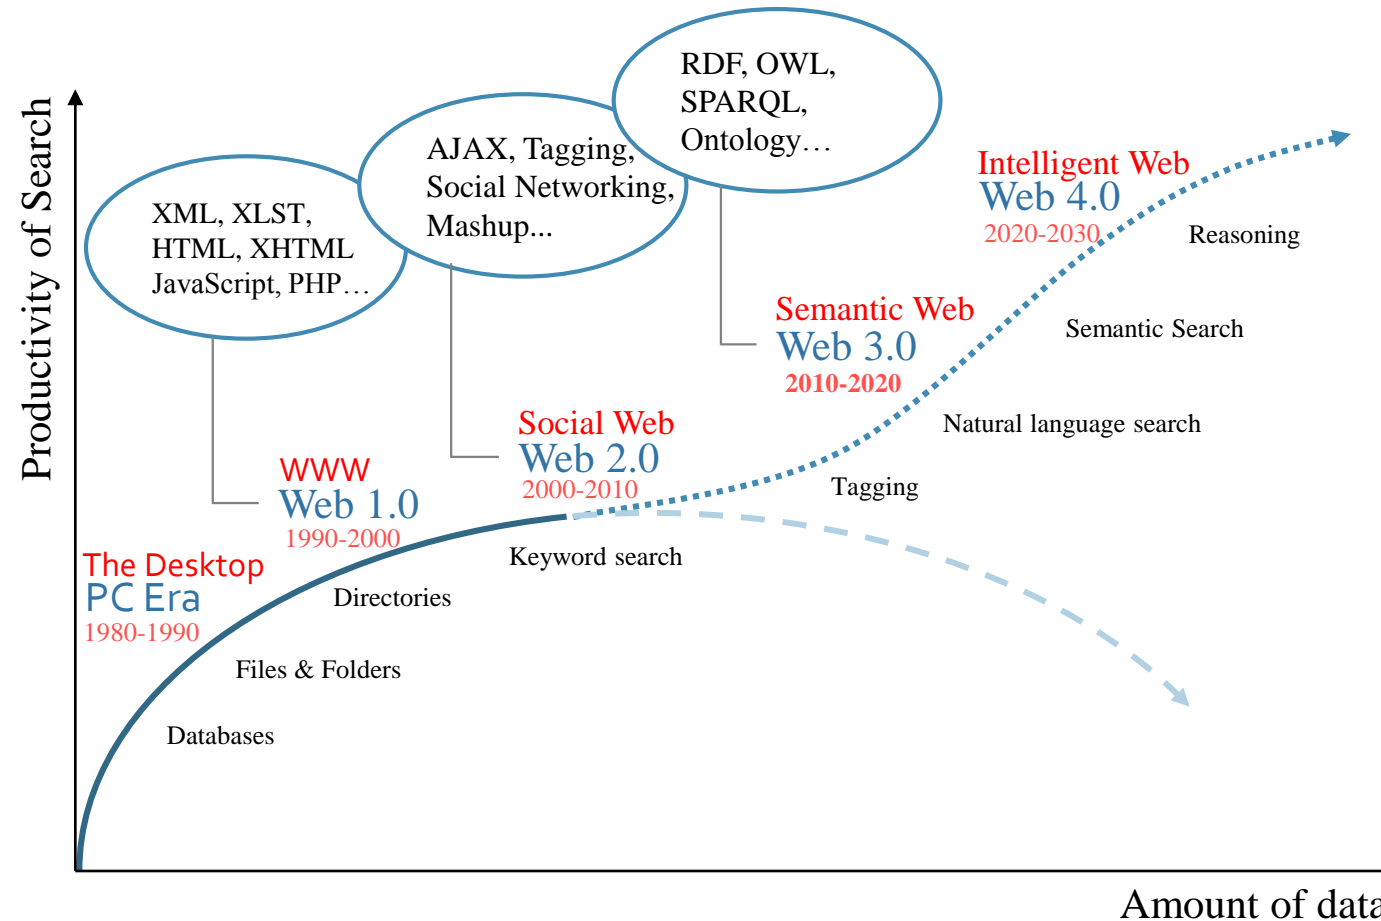 Productivity of Search
RDF, OWL,
SPARQL,
Ontology…
AJAX, Tagging,
Social Networking,
Mashup...
XML, XLST,
HTML, XHTML
JavaScript, PHP…
Intelligent Web
Web 4.0
2020-2030
Reasoning
Semantic Web
Web 3.0
2010-2020
Semantic Search
Social Web
Web 2.0
2000-2010
Natural language search
WWW
Web 1.0
1990-2000
Tagging
The Desktop
PC Era
1980-1990
Keyword search
Directories
Files & Folders
Databases
Amount of data